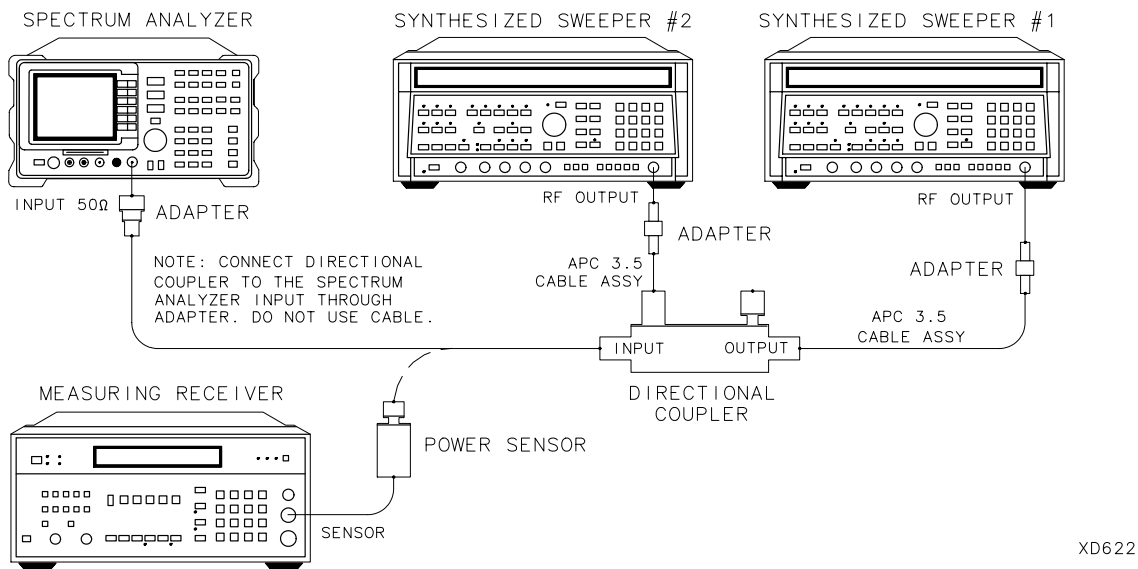 SPECTRUM ANALYZER
SYNTHESIZED SWEEPER #2
SYNTHESIZED SWEEPER #1
INPUT 50Ω
ADAPTER
RF OUTPUT
RF OUTPUT
ADAPTER
NOTE: CONNECT DIRECTIONAL
COUPLER TO THE SPECTRUM
ANALYZER INPUT THROUGH
ADAPTER. DO NOT USE CABLE.
APC 3.5
CABLE ASSY
ADAPTER
APC 3.5
CABLE ASSY
INPUT
OUTPUT
DIRECTIONAL
COUPLER
MEASURING RECEIVER
POWER SENSOR
SENSOR
XD622